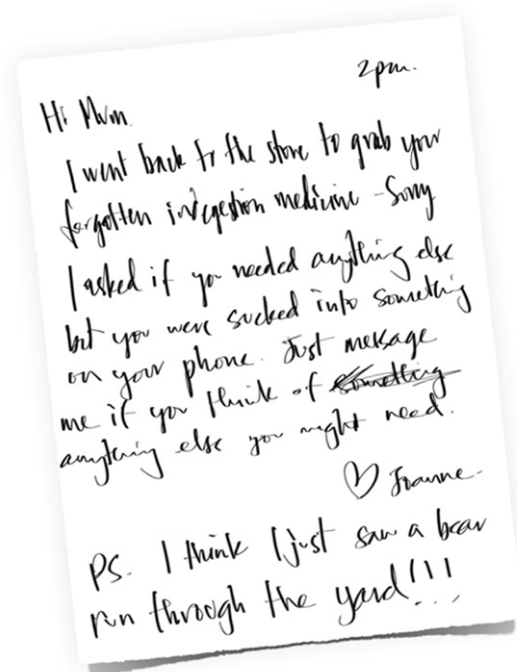 2pm.
Hi Mum.
I went back to the store to grab your
forgotten indegestion medicine - Sorry
I asked if you needed anything else
but you were sucked into something
on your phone. Just message
me if you think of something
anything else you might need.
♡ Joanne-
PS. I think I just saw a bear
run through the yard!!!